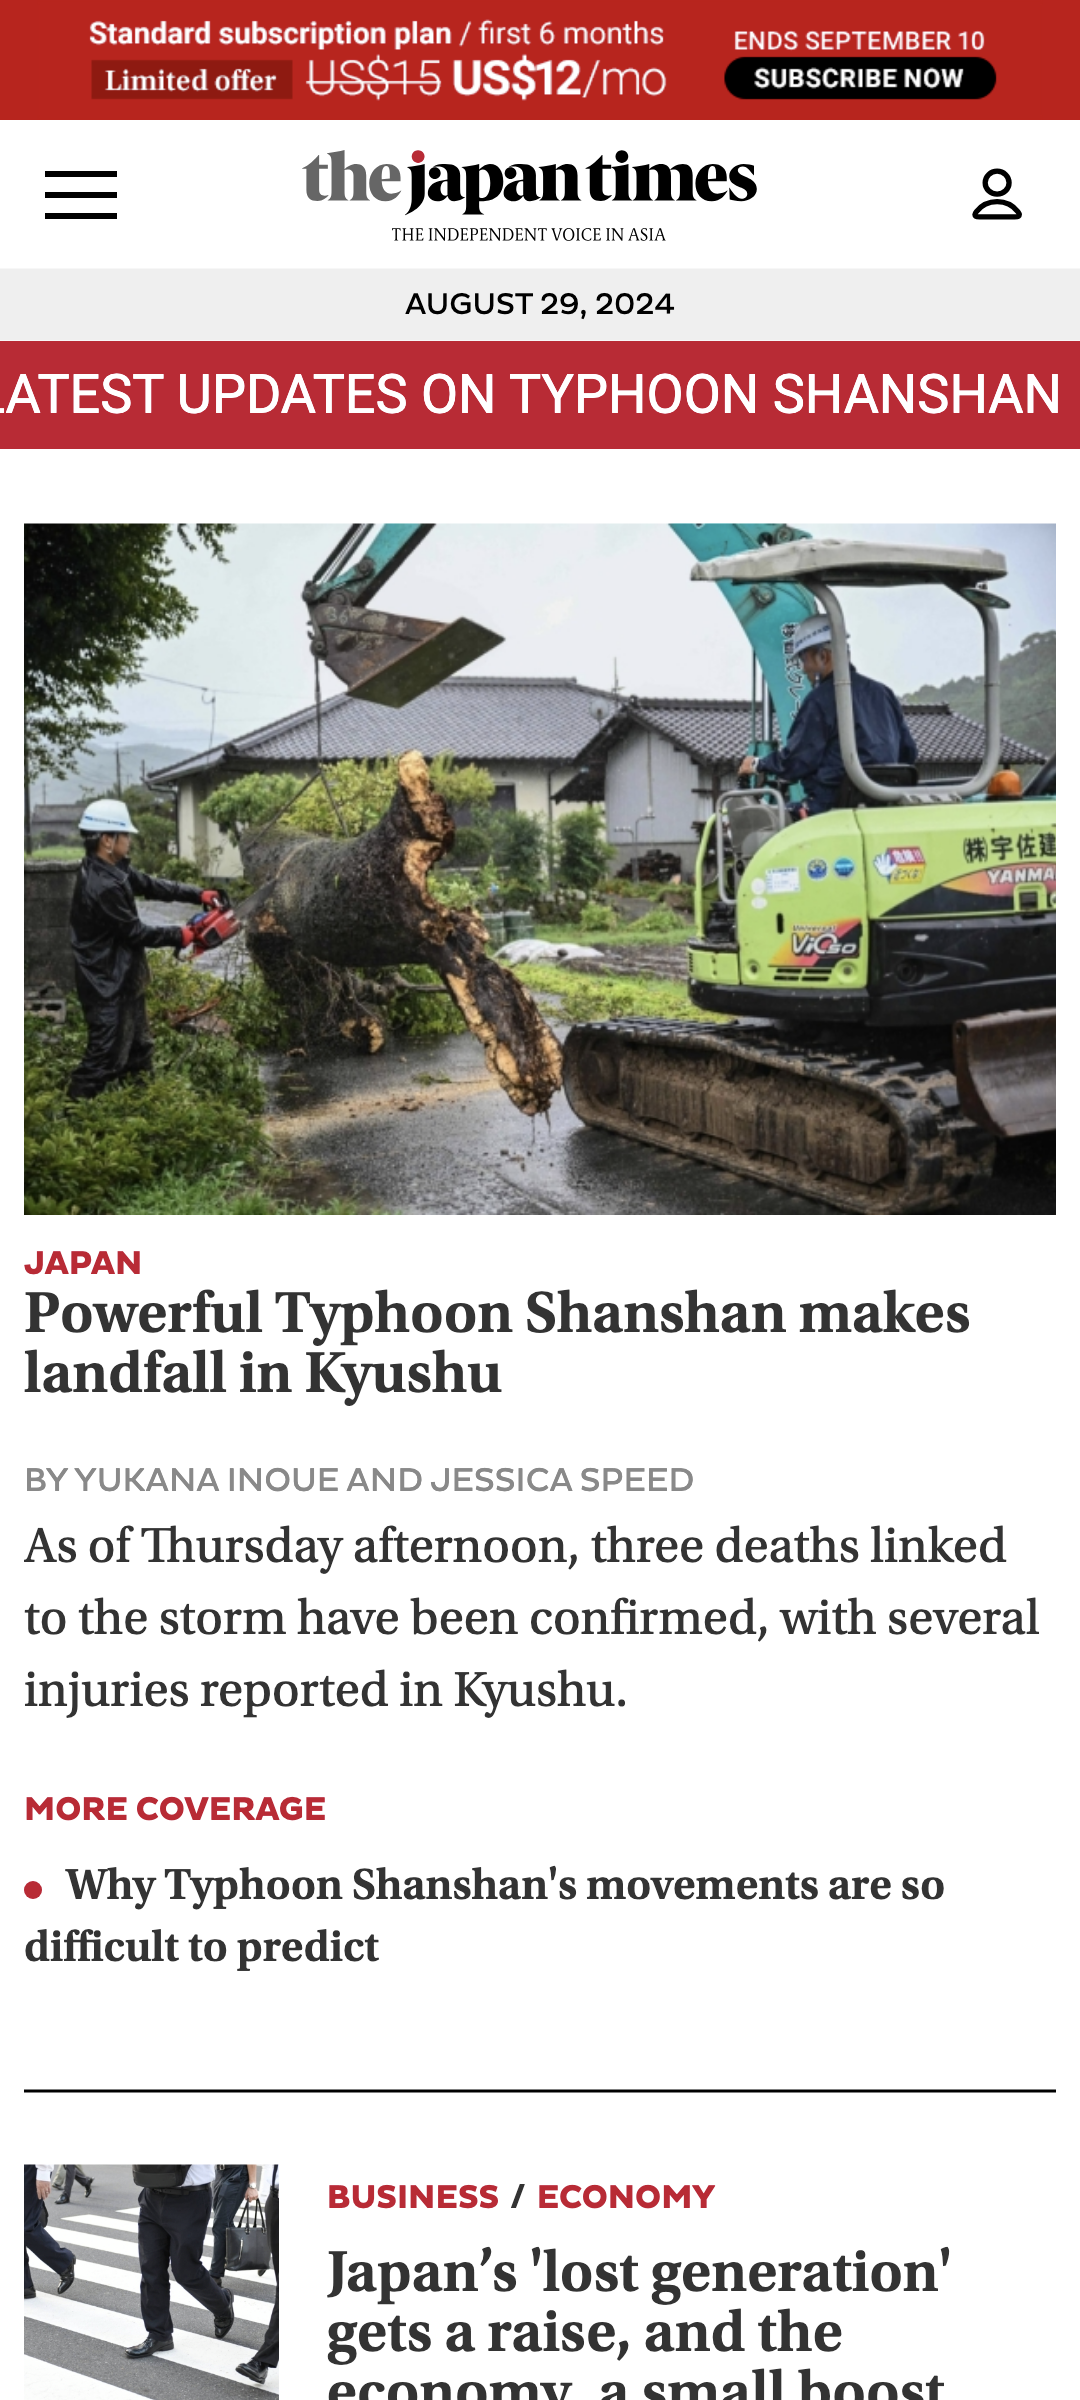 Standard subscription plan / first 6 months
Limited offer US$15 US$12/mo
ENDS SEPTEMBER 10
SUBSCRIBE NOW
the japan times
THE INDEPENDENT VOICE IN ASIA
AUGUST 29, 2024
ATEST UPDATES ON TYPHOON SHANSHAN
(株)宇佐建
YANMA
ViO50
JAPAN
Powerful Typhoon Shanshan makes
landfall in Kyushu
BY YUKANA INOUE AND JESSICA SPEED
As of Thursday afternoon, three deaths linked
to the storm have been confirmed, with several
injuries reported in Kyushu.
MORE COVERAGE
Why Typhoon Shanshan's movements are so
difficult to predict
BUSINESS / ECONOMY
Japan’s 'lost generation'
gets a raise, and the
economy, a small boost